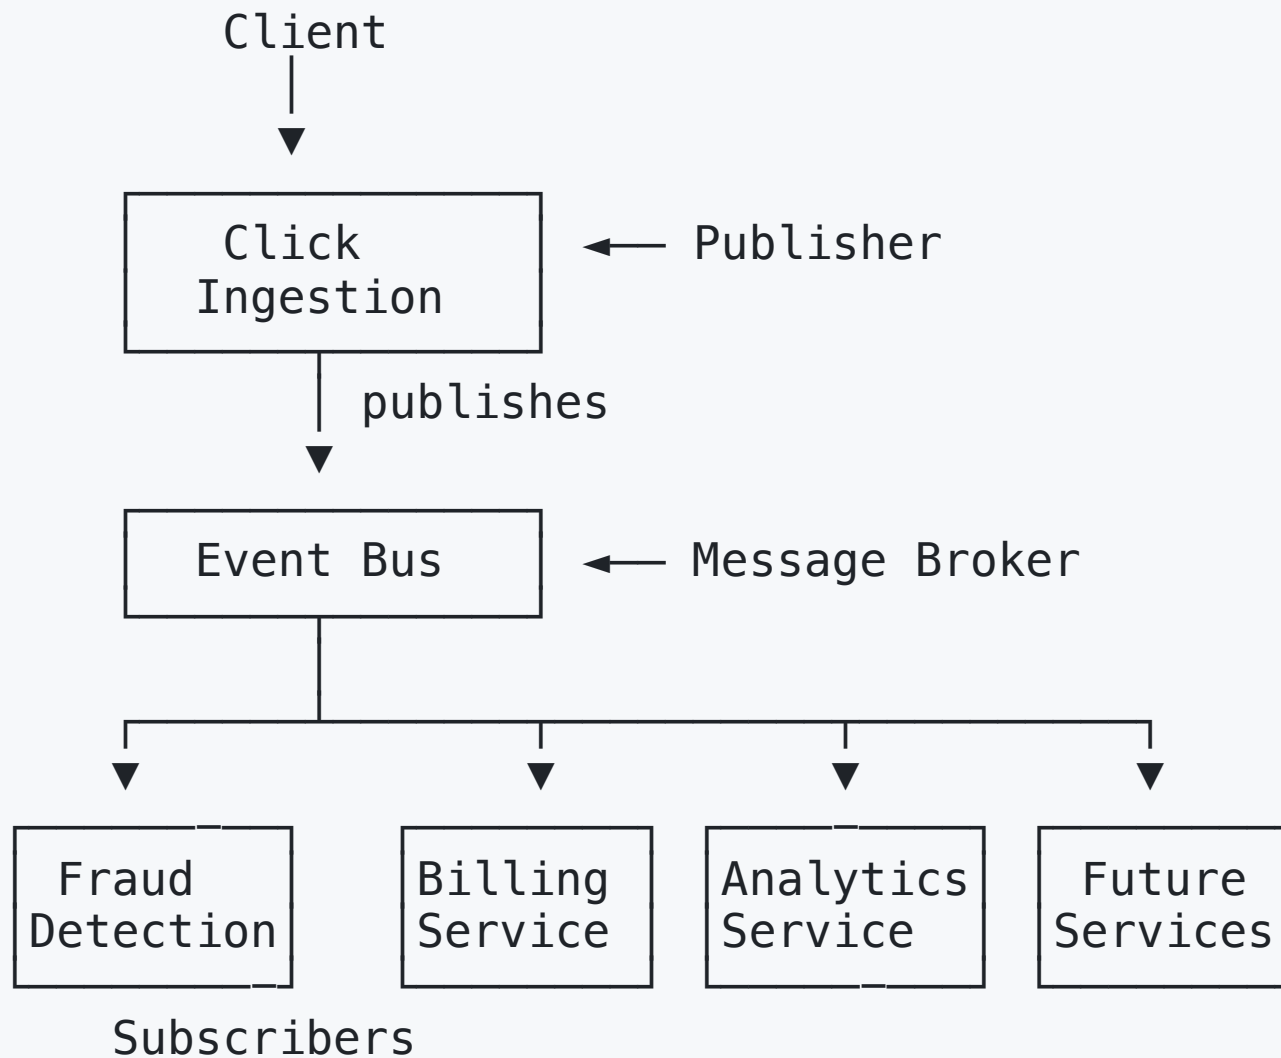 Client
Click
Ingestion
Publisher
publishes
Event Bus
Message Broker
Fraud
Detection
Billing
Service
Analytics
Service
Future
Services
Subscribers